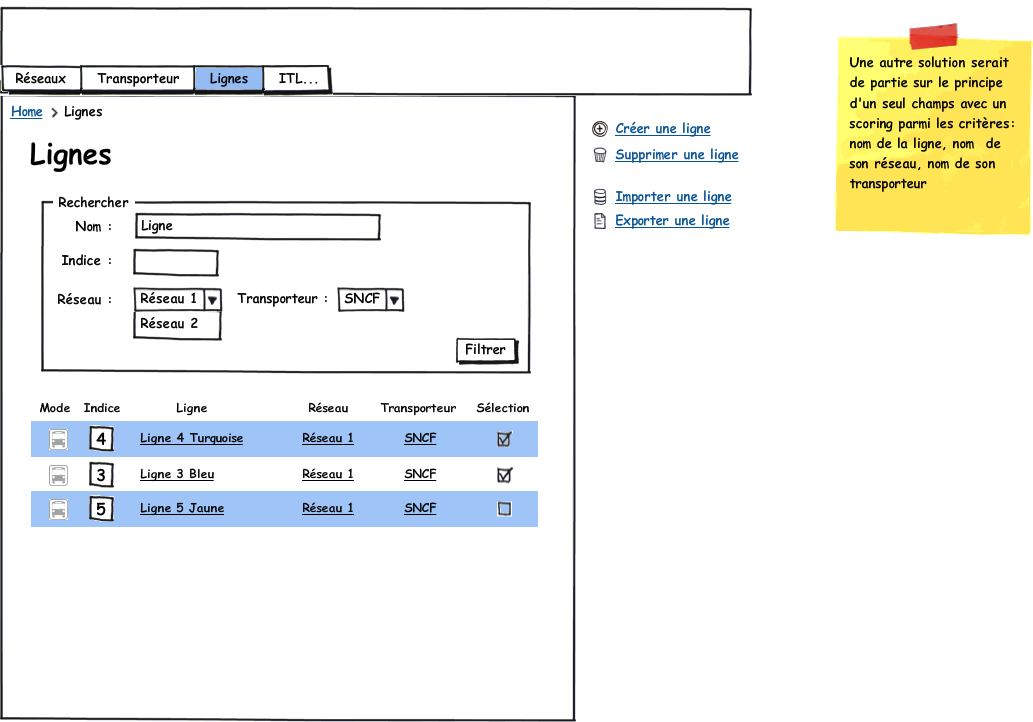 Réseaux Transporteur Lignes ITL...
Home > Lignes
Lignes
Rechercher
Nom : Ligne
Indice :
Réseau : Réseau 1 Transporteur : SNCF
Réseau 2
Filtrer
Mode Indice Ligne Réseau Transporteur Sélection
4 Ligne 4 Turquoise Réseau 1 SNCF
3 Ligne 3 Bleu Réseau 1 SNCF
5 Ligne 5 Jaune Réseau 1 SNCF
Créer une ligne
Supprimer une ligne
Importer une ligne
Exporter une ligne
Une autre solution serait
de partie sur le principe
d'un seul champs avec un
scoring parmi les critères:
nom de la ligne, nom de
son réseau, nom de son
transporteur